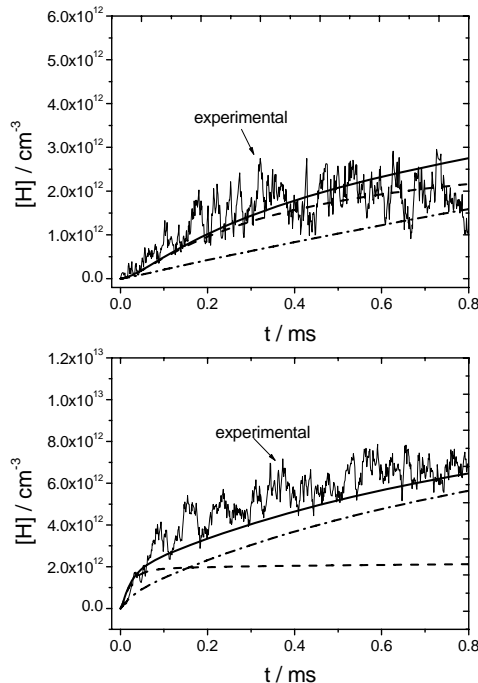 6.0x10¹²
5.0x10¹²
4.0x10¹²
3.0x10¹²
2.0x10¹²
1.0x10¹²
0.0
[H] / cm⁻³
experimental
0.0 0.2 0.4 0.6 0.8
t / ms
1.2x10¹³
1.0x10¹³
8.0x10¹²
6.0x10¹²
4.0x10¹²
2.0x10¹²
0.0
[H] / cm⁻³
experimental
0.0 0.2 0.4 0.6 0.8
t / ms